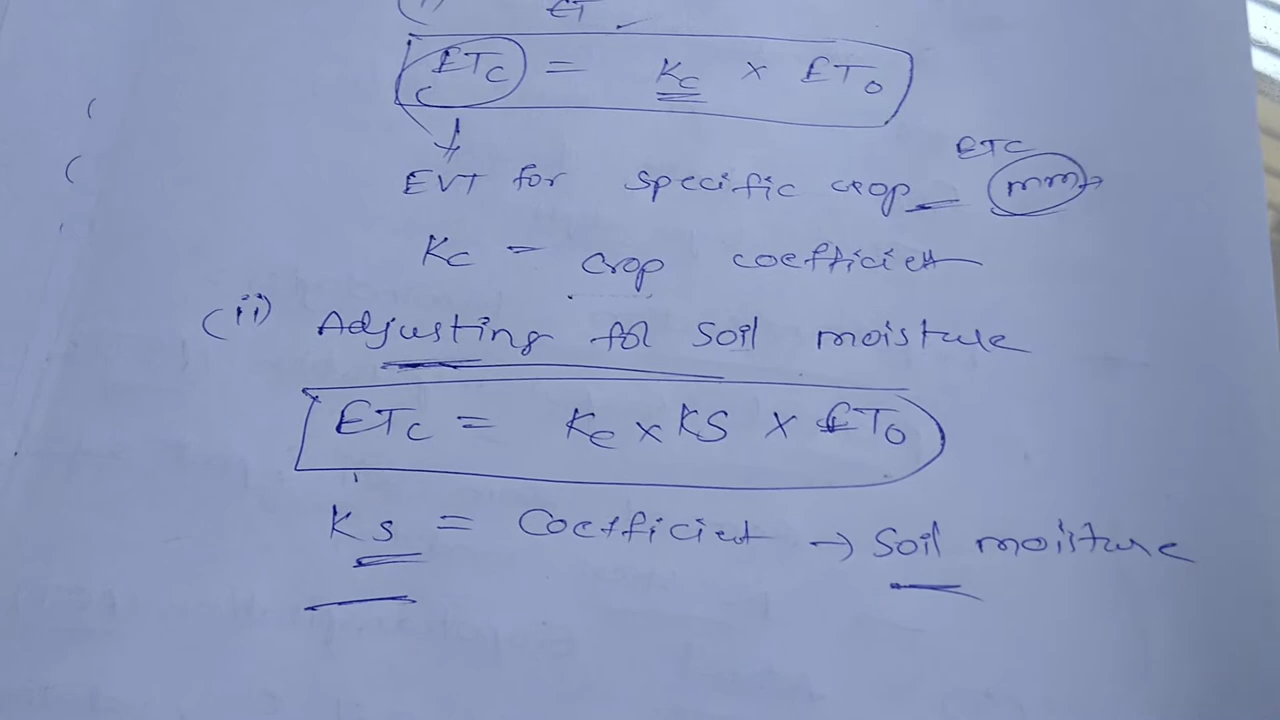 (i) ET
ETc = Kc × ETo
EVT for specific crop ETC mm
Kc = crop coefficient
(ii) Adjusting for soil moisture
ETc = Kc × KS × ETo
Ks = Coefficient → Soil moisture